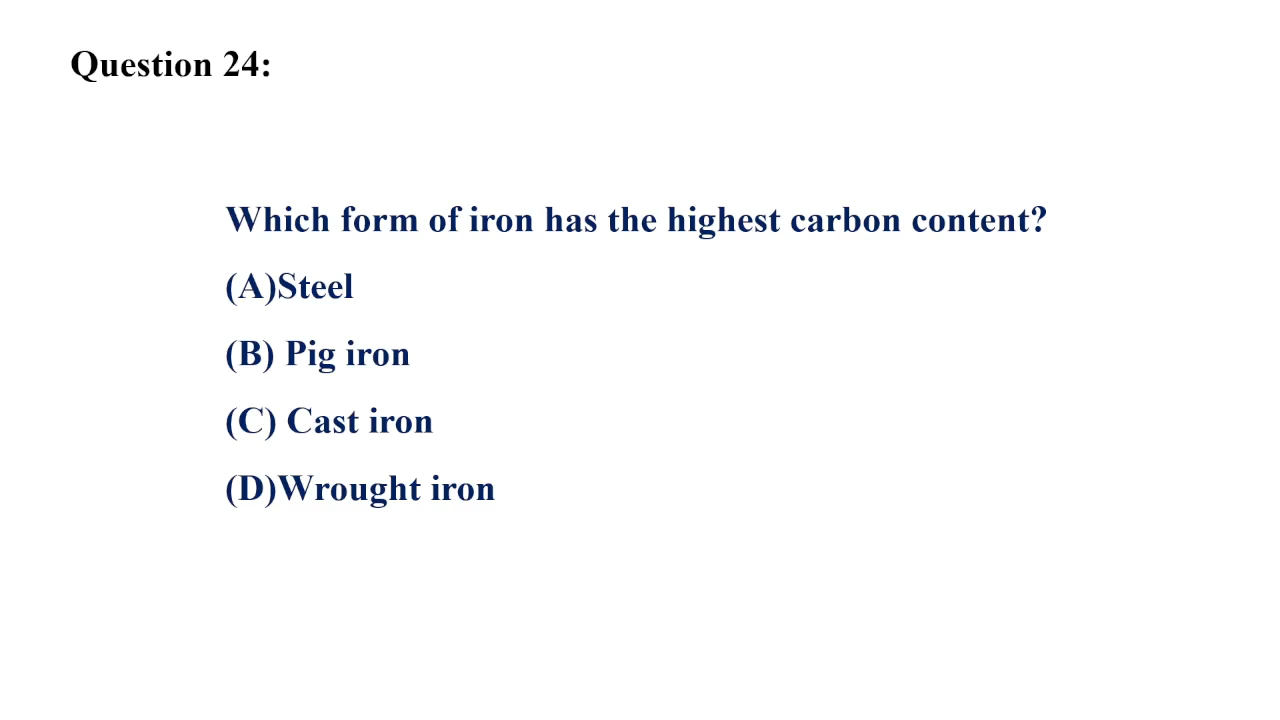 Question 24:
Which form of iron has the highest carbon content?
(A)Steel
(B) Pig iron
(C) Cast iron
(D)Wrought iron